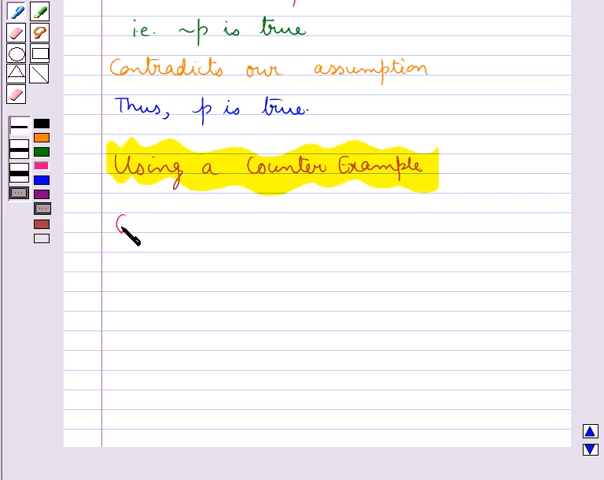 ie. ~p is true
Contradicts our assumption
Thus, p is true.
Using a Counter Example